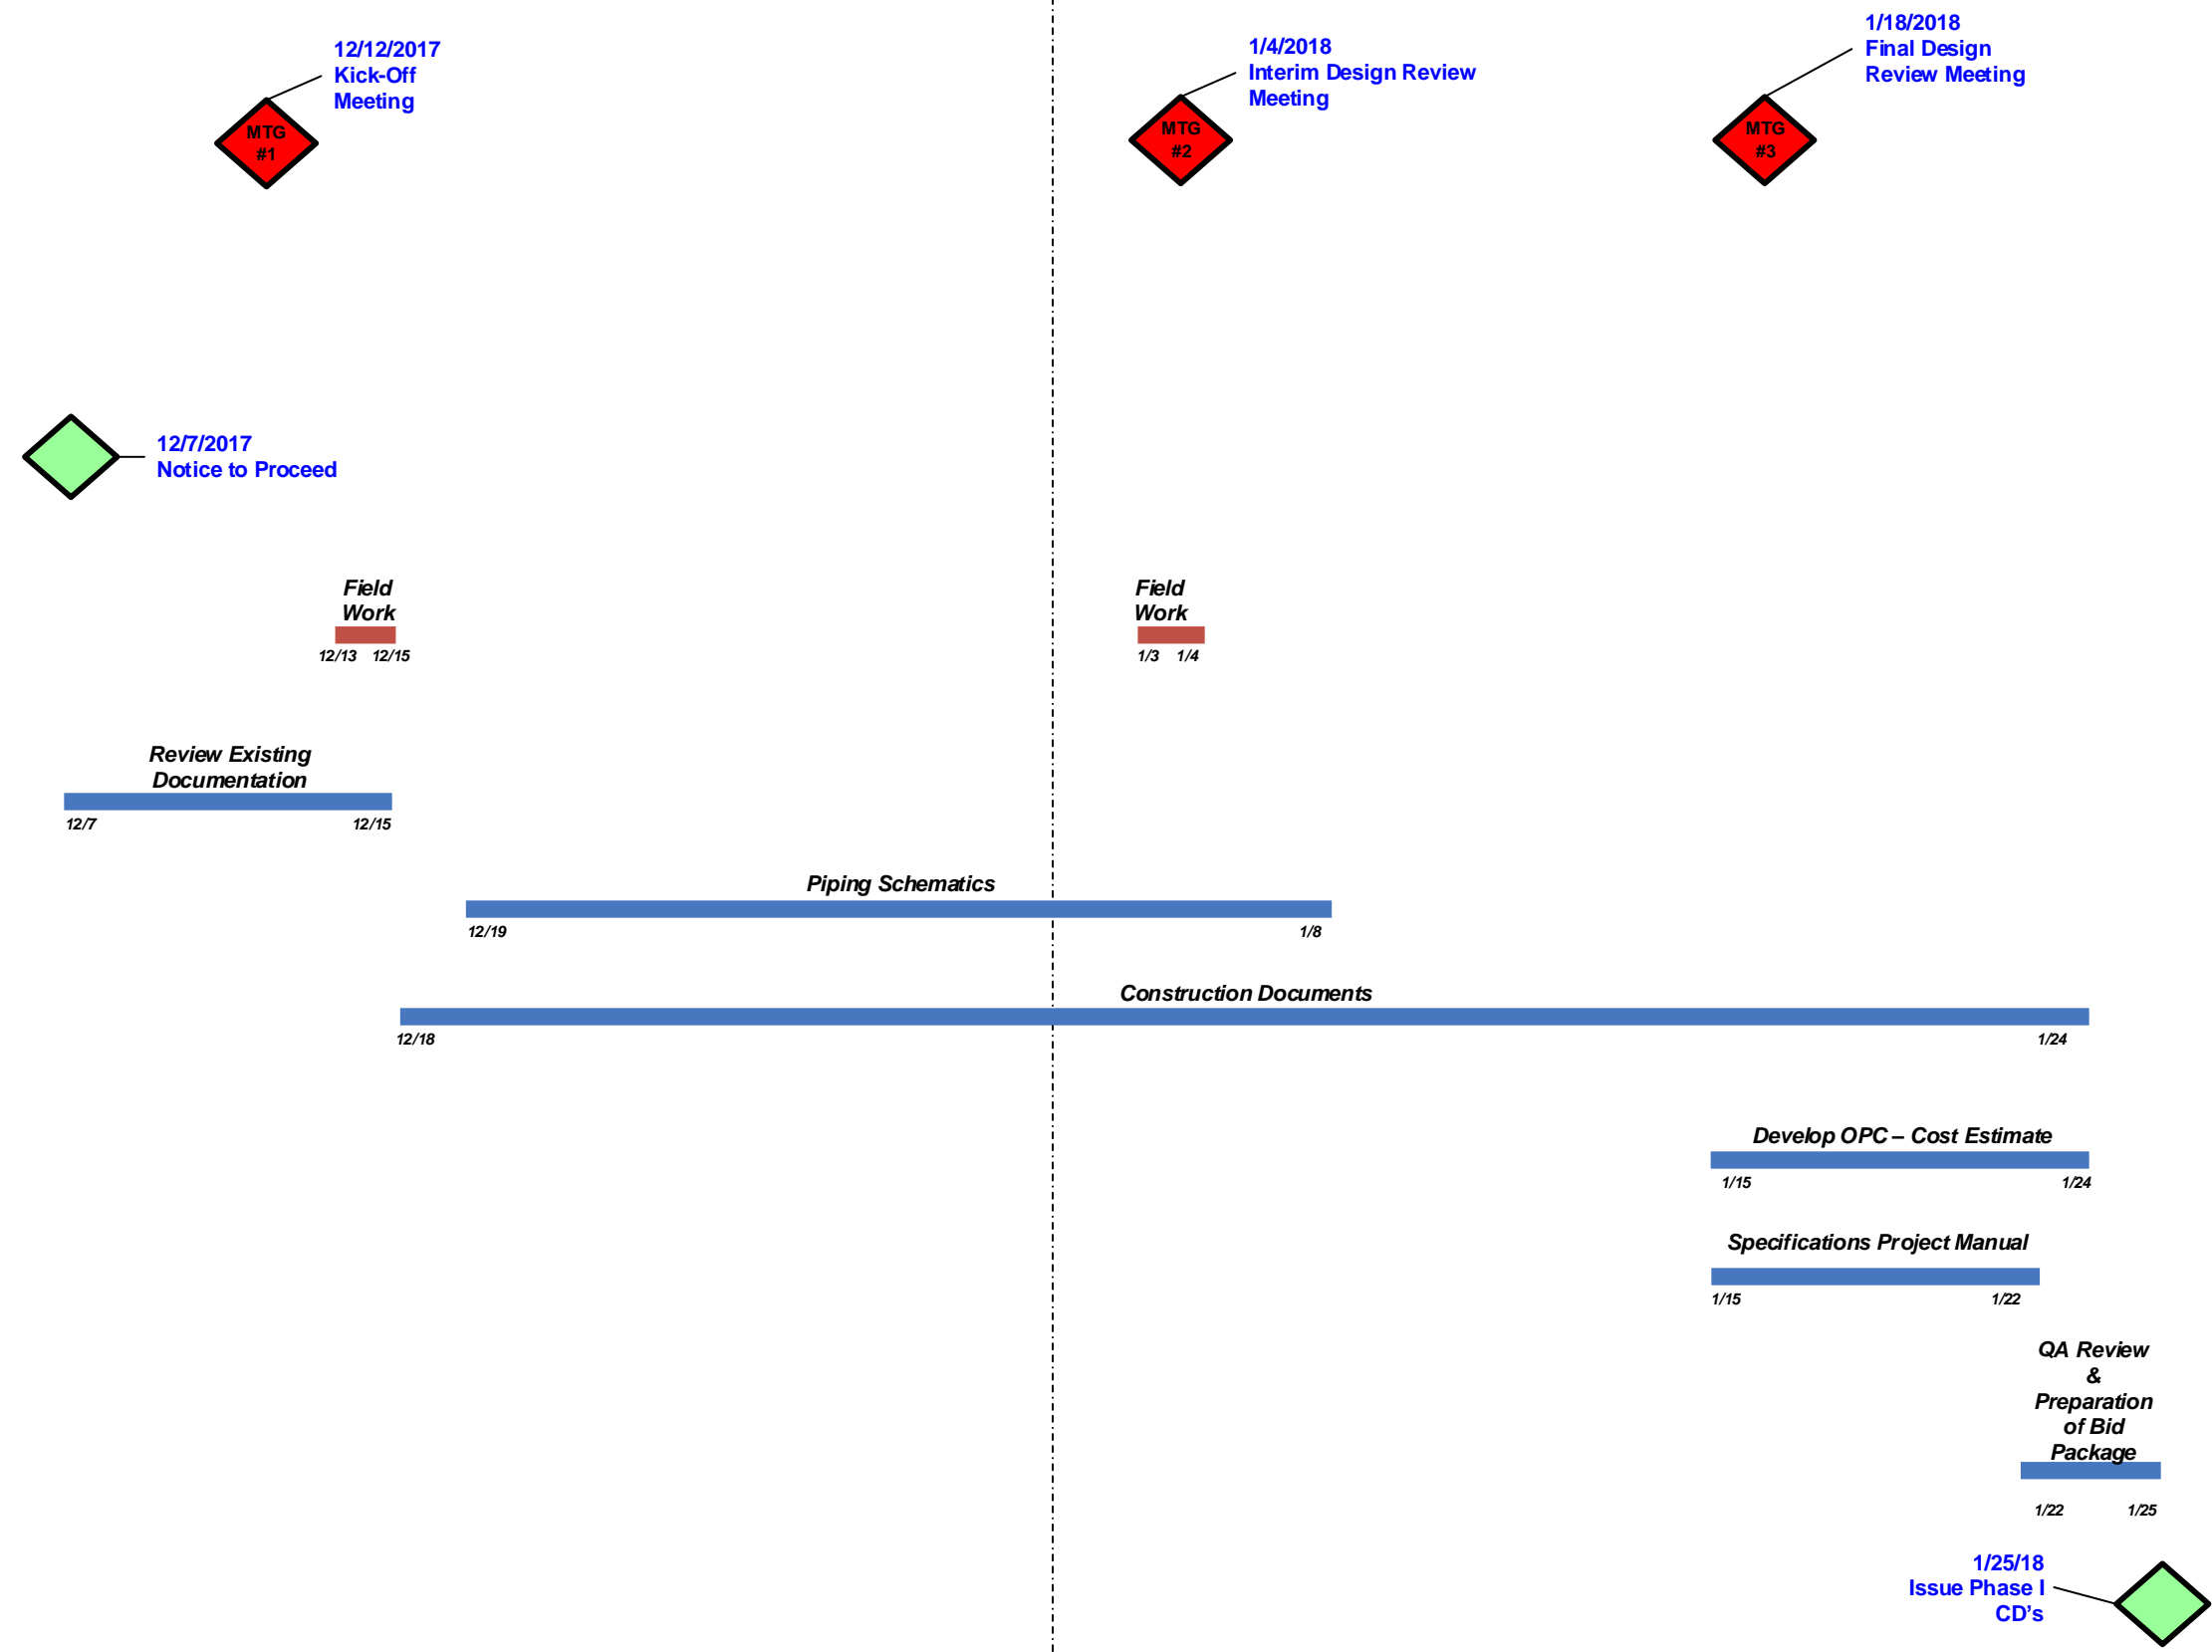 12/12/2017
Kick-Off
Meeting
MTG
#1
1/4/2018
Interim Design Review
Meeting
MTG
#2
1/18/2018
Final Design
Review Meeting
MTG
#3
12/7/2017
Notice to Proceed
Field
Work
12/13 12/15
Field
Work
1/3 1/4
Review Existing
Documentation
12/7 12/15
Piping Schematics
12/19 1/8
Construction Documents
12/18 1/24
Develop OPC – Cost Estimate
1/15 1/24
Specifications Project Manual
1/15 1/22
QA Review
&
Preparation
of Bid
Package
1/22 1/25
1/25/18
Issue Phase I
CD’s